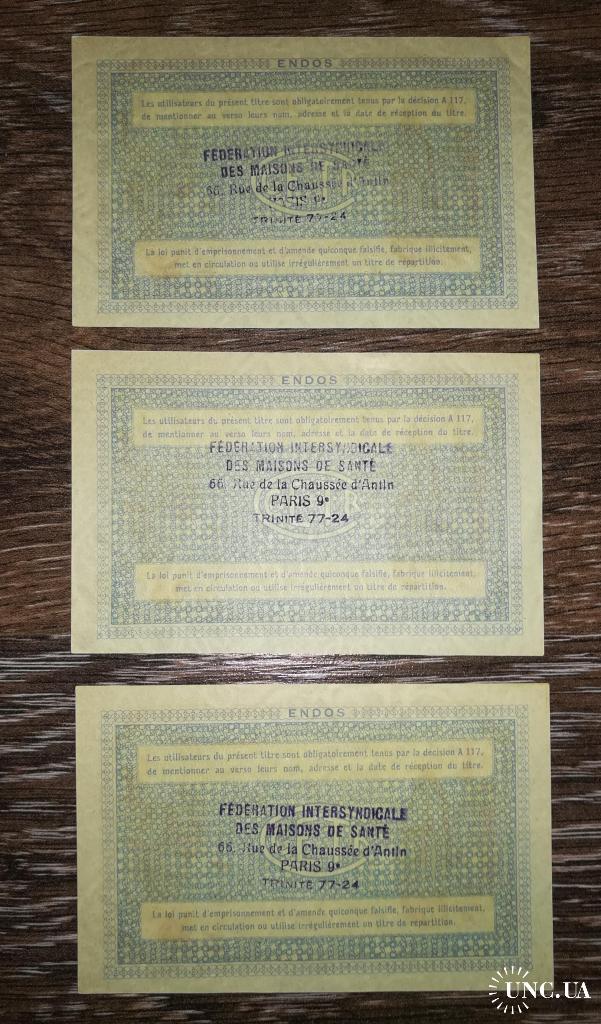 ENDOS
Les utilisateurs du présent titre sont obligatoirement tenus par la décision A 117,
de mentionner au verso leurs nom, adresse et la date de réception du titre.
FÉDÉRATION INTERSYNDICALE
DES MAISONS DE SANTÉ
66, Rue de la Chaussée d'Antin
PARIS 9e
TRINITÉ 77-24
La loi punit d'emprisonnement et d'amende quiconque falsifie, fabrique illicitement,
met en circulation ou utilise irrégulièrement un titre de répartition.
ENDOS
Les utilisateurs du présent titre sont obligatoirement tenus par la décision A 117,
de mentionner au verso leurs nom, adresse et la date de réception du titre.
FÉDÉRATION INTERSYNDICALE
DES MAISONS DE SANTÉ
66, Rue de la Chaussée d'Antin
PARIS 9e
TRINITÉ 77-24
La loi punit d'emprisonnement et d'amende quiconque falsifie, fabrique illicitement,
met en circulation ou utilise irrégulièrement un titre de répartition.
ENDOS
Les utilisateurs du présent titre sont obligatoirement tenus par la décision A 117,
de mentionner au verso leurs nom, adresse et la date de réception du titre.
FÉDÉRATION INTERSYNDICALE
DES MAISONS DE SANTÉ
66, Rue de la Chaussée d'Antin
PARIS 9e
TRINITÉ 77-24
La loi punit d'emprisonnement et d'amende quiconque falsifie, fabrique illicitement,
met en circulation ou utilise irrégulièrement un titre de répartition.
UNC.UA